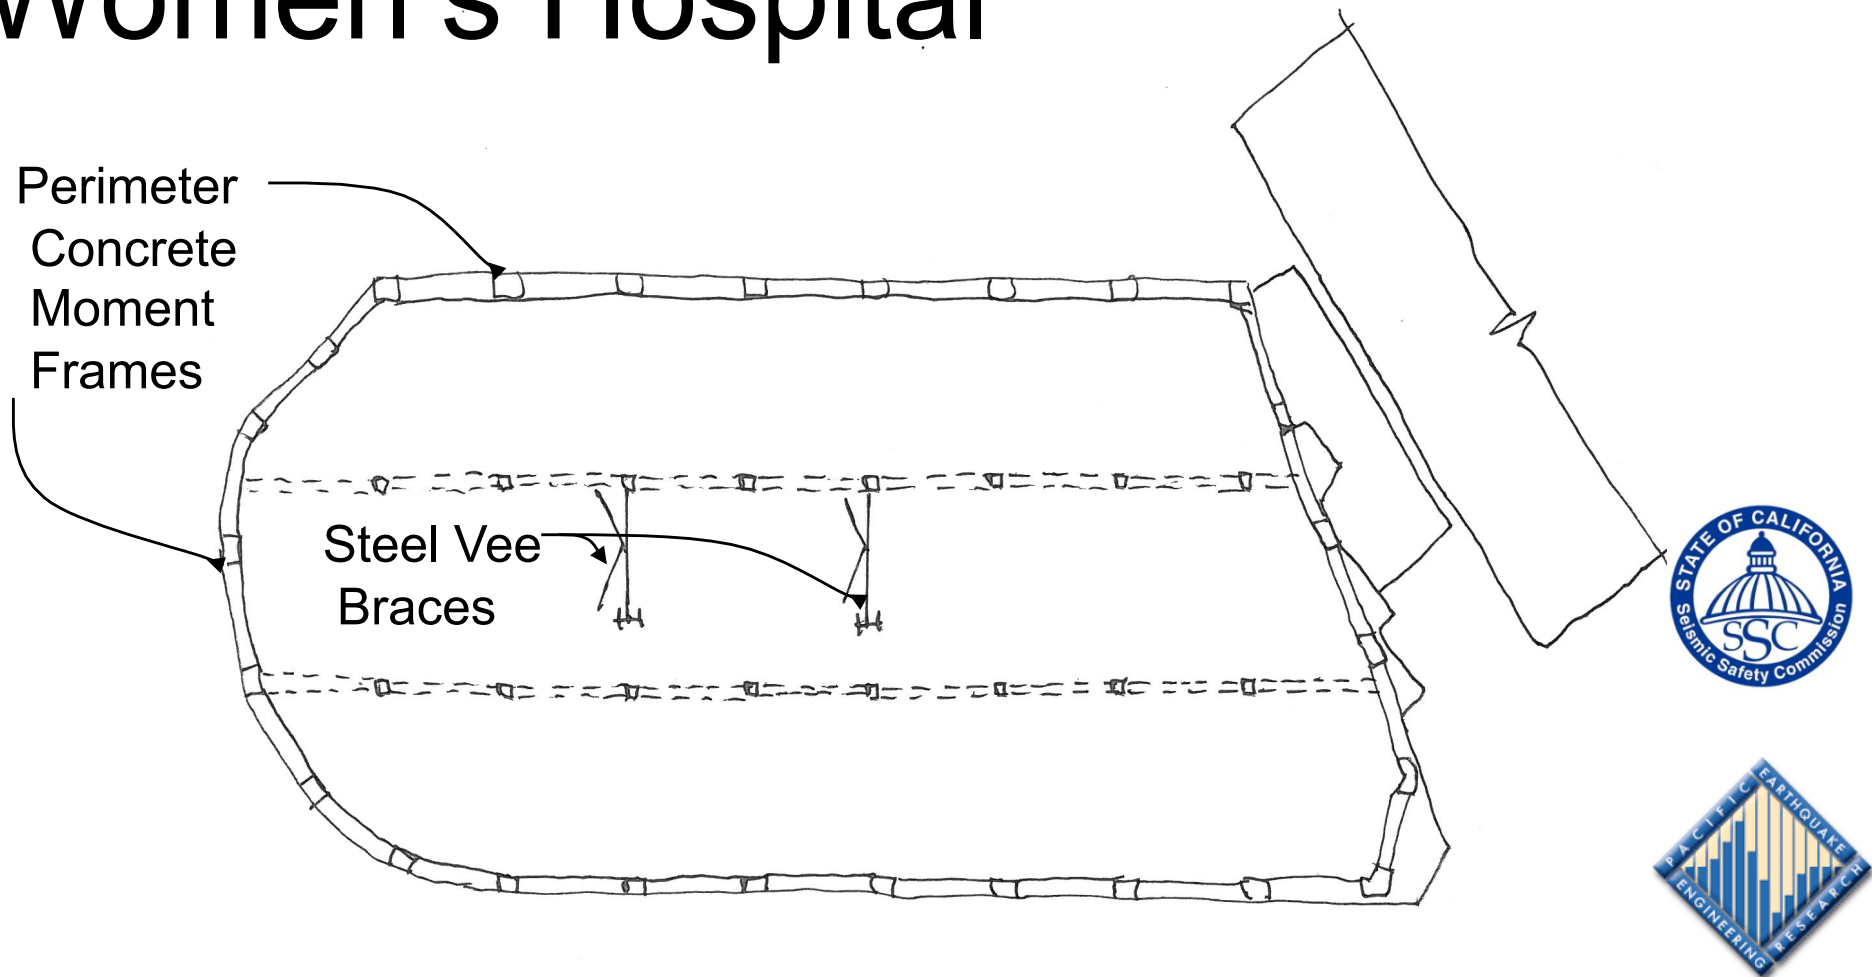 Women's Hospital
Perimeter
Concrete
Moment
Frames
Steel Vee
Braces
STATE OF CALIFORNIA
SSC
Seismic Safety Commission
PACIFIC
EARTHQUAKE
ENGINEERING
RESEARCH